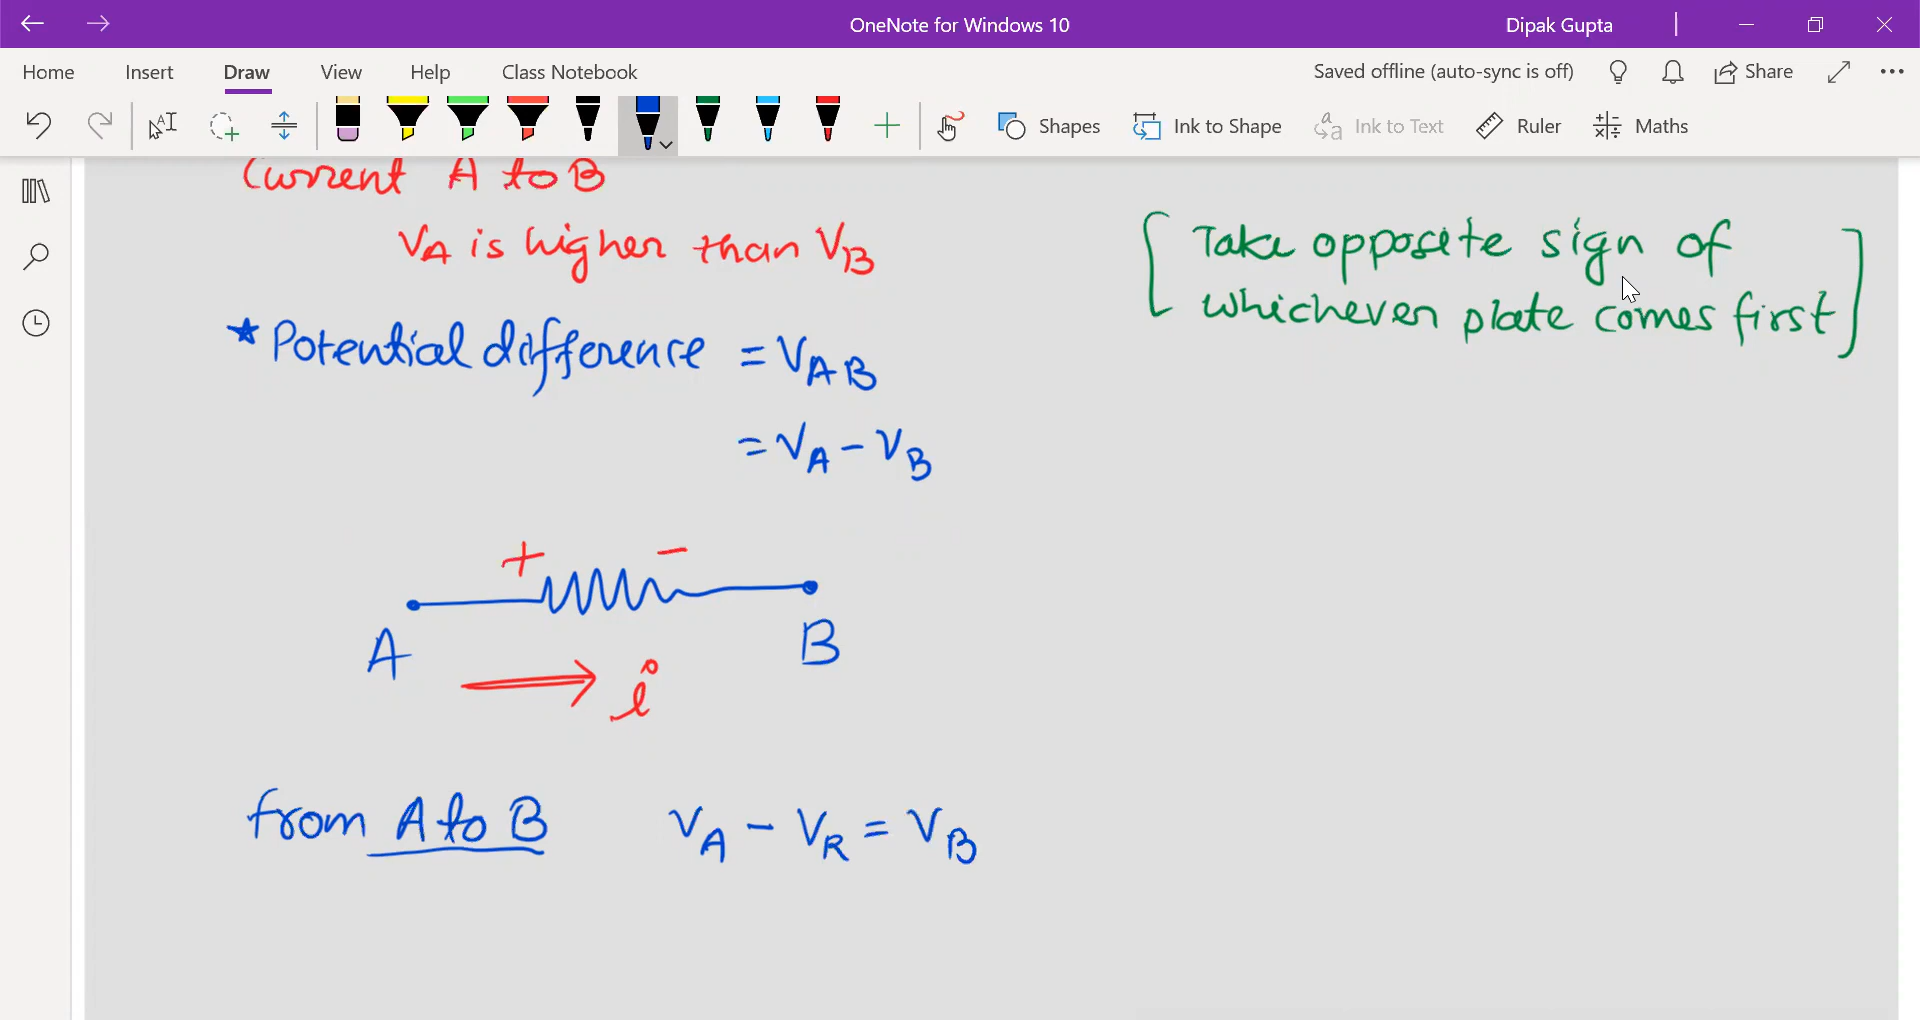 OneNote for Windows 10
Dipak Gupta
Home Insert Draw View Help Class Notebook
Saved offline (auto-sync is off)
Share
Shapes
Ink to Shape
Ink to Text
Ruler
Maths
Current A to B
VA is higher than VB
[Take opposite sign of
whichever plate comes first]
★ Potential difference = VAB
= VA - VB
+ -
A B
i
from A to B VA - VR = VB